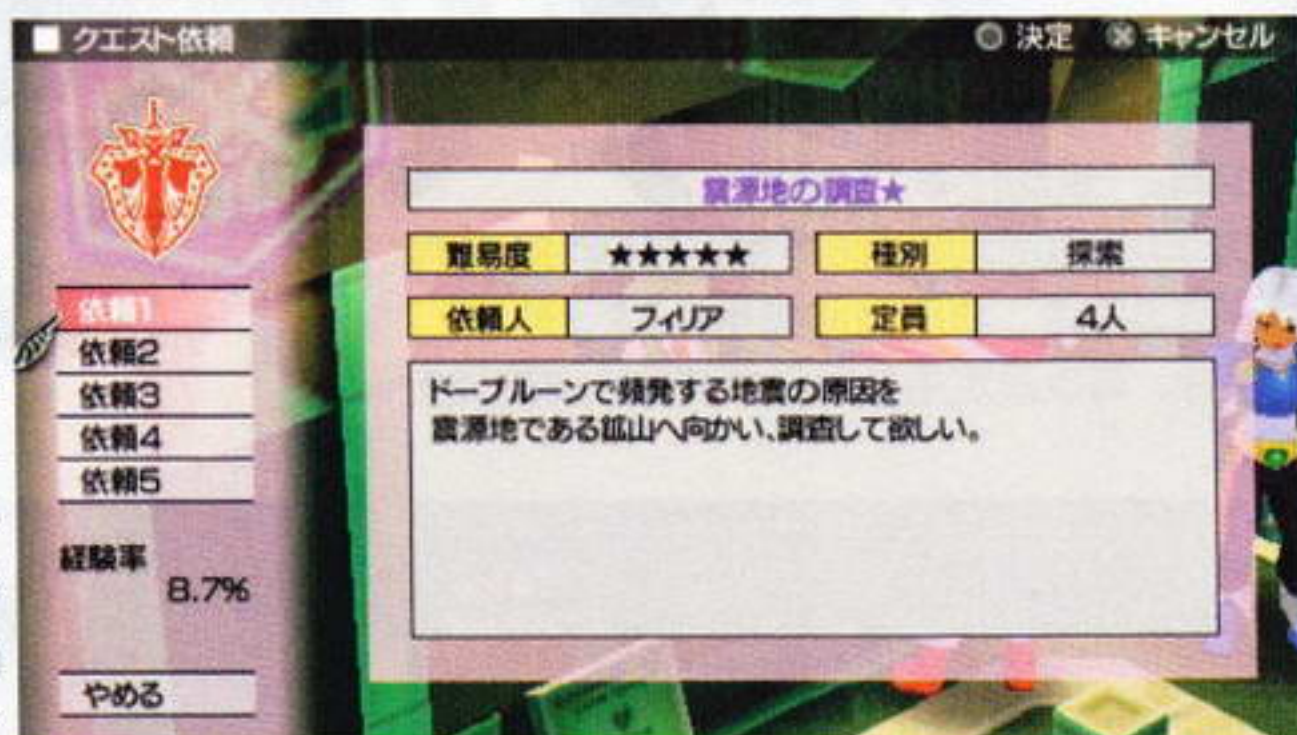 クエスト依頼
決定 キャンセル
震源地の調査★
難易度 ★★★★★ 種別 探索
依頼人 フィリア 定員 4人
ドープルーンで頻発する地震の原因を
震源地である鉱山へ向かい、調査して欲しい。
依頼1
依頼2
依頼3
依頼4
依頼5
経験率
8.7%
やめる